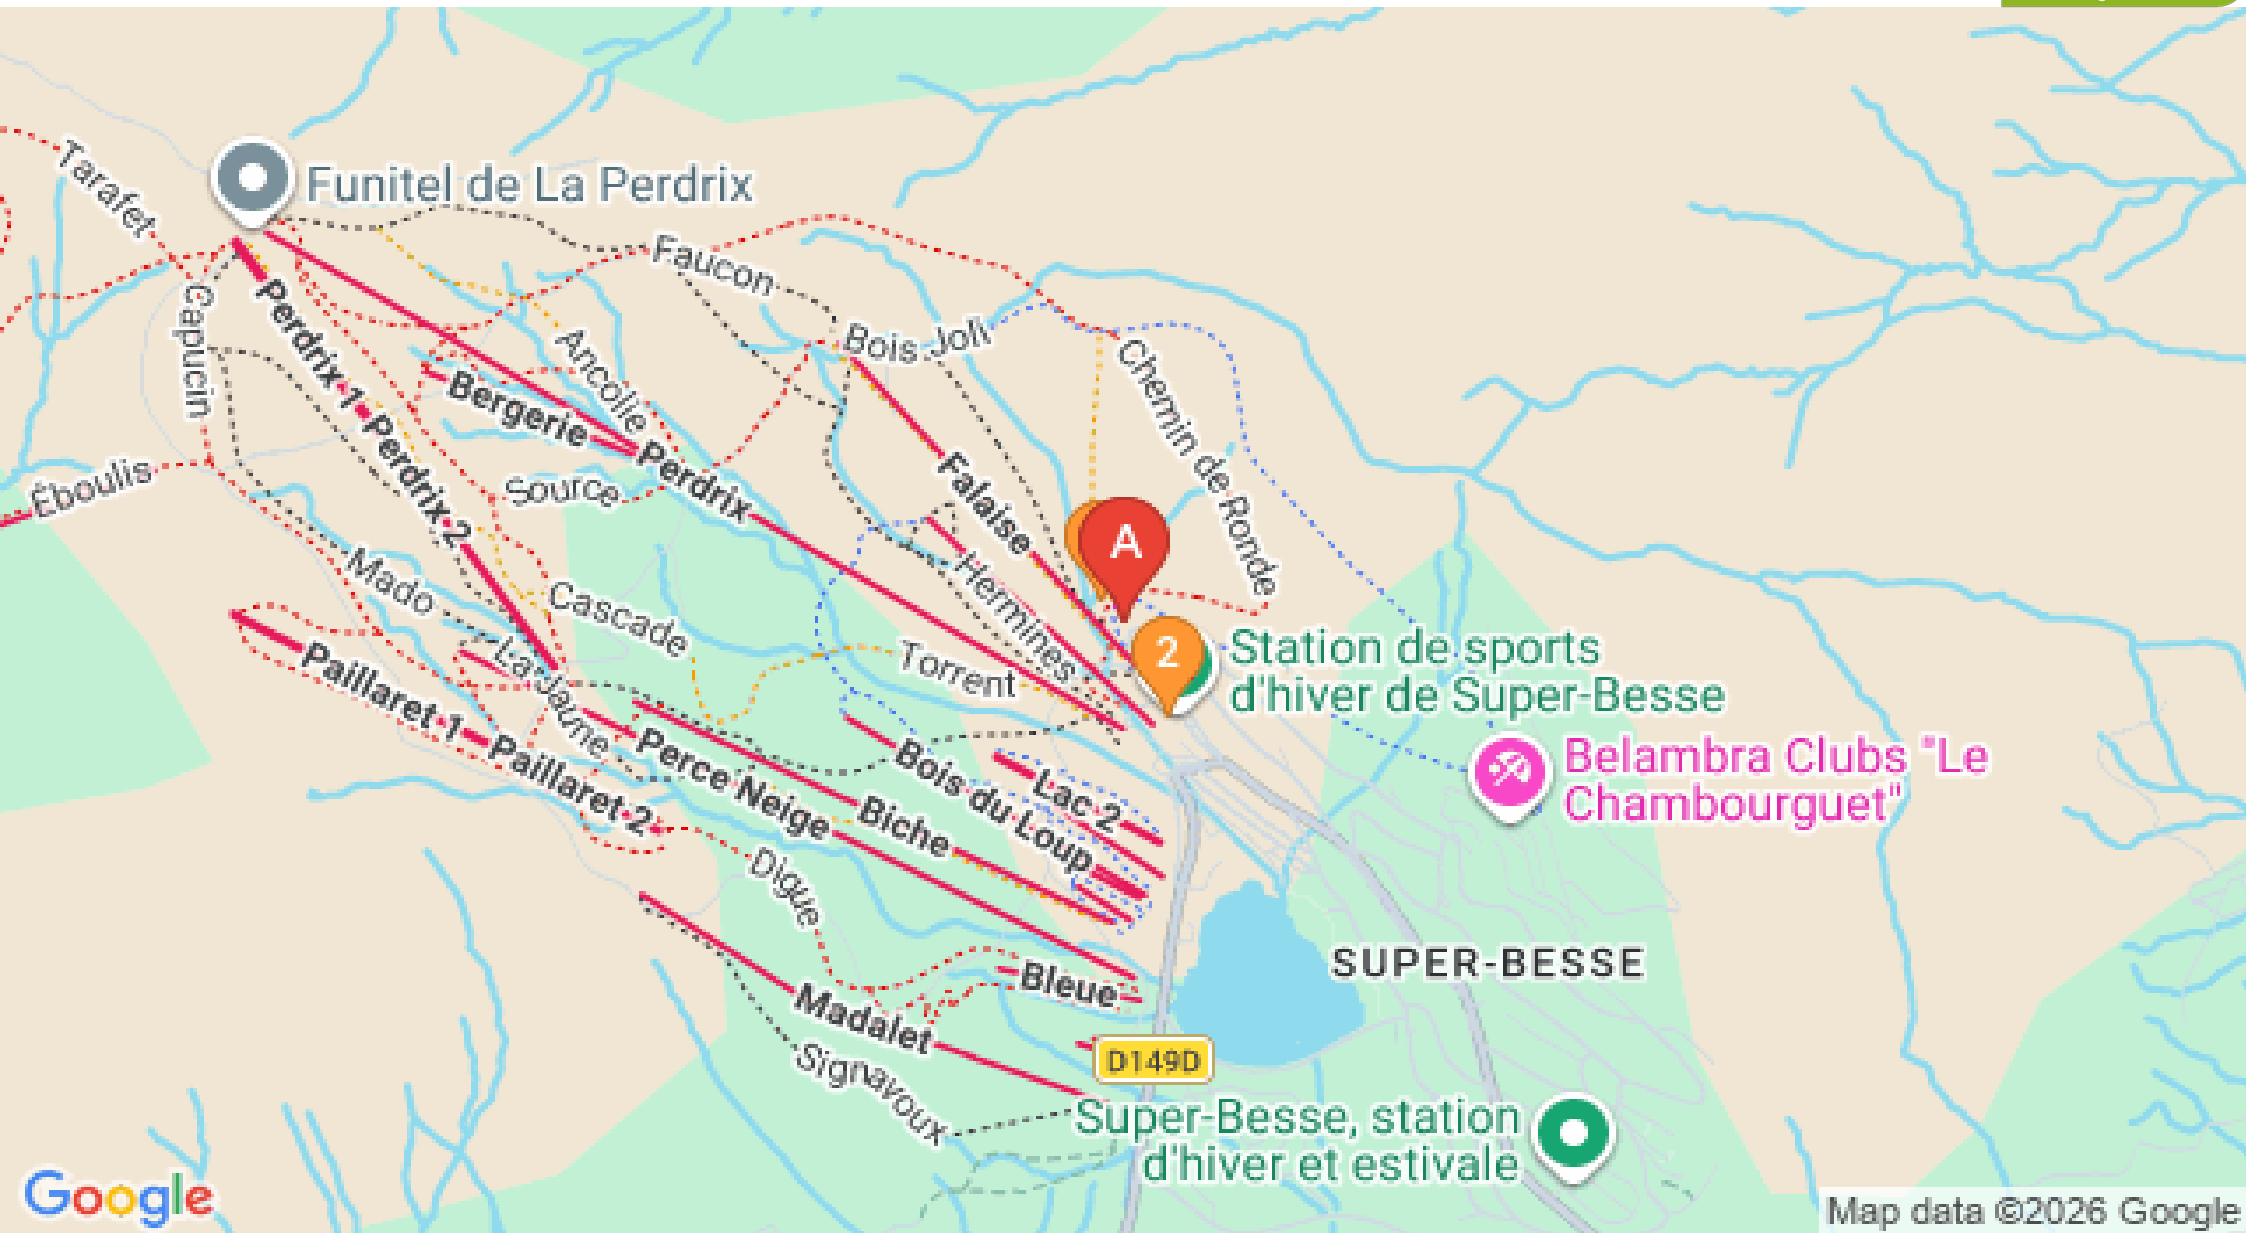 Tarafet
Funitel de La Perdrix
Faucon
Capucin
Perdrix 1
Ancolie
Bois Joli
Chemin de Ronde
Bergerie
Perdrix 2
Perdrix
Éboulis
Source
Falaise
A
Mado
Hermines
Cascade
La Jaune
Torrent
2
Station de sports
d'hiver de Super-Besse
Paillaret 1
Paillaret 2
Perce Neige
Biche
Bois du Loup
Lac 2
Belambra Clubs "Le
Chambourguet"
Digue
Bleue
SUPER-BESSE
Madalet
D149D
Signavoux
Super-Besse, station
d'hiver et estivale
Google
Map data ©2026 Google